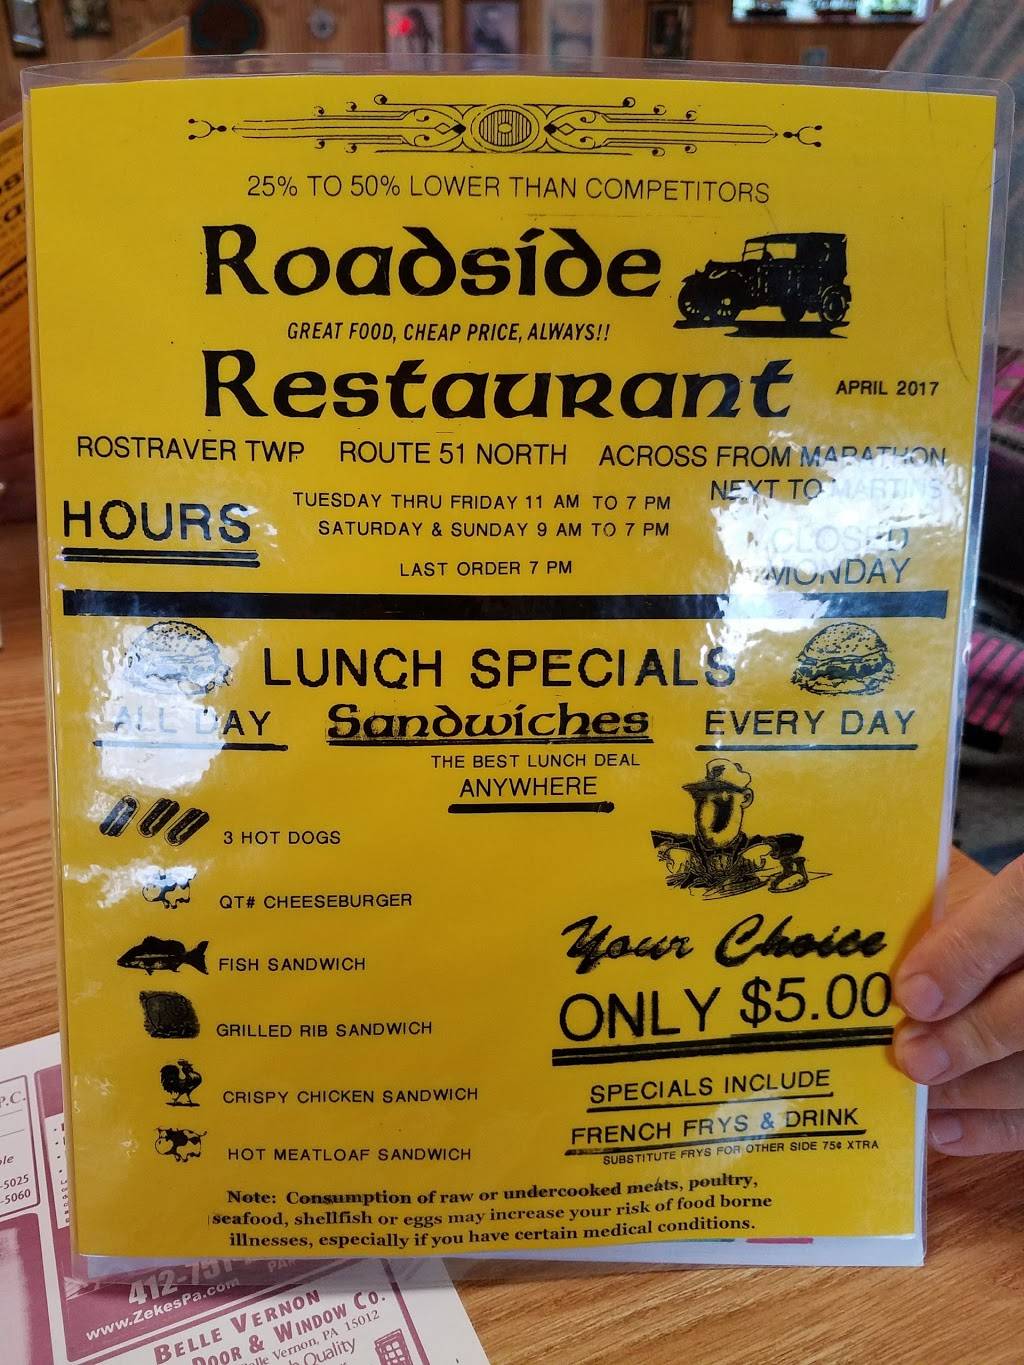 25% TO 50% LOWER THAN COMPETITORS
Roadside
GREAT FOOD, CHEAP PRICE, ALWAYS!!
Restaurant
APRIL 2017
ROSTRAVER TWP ROUTE 51 NORTH ACROSS FROM MARATHON
NEXT TO MARTINS
HOURS
TUESDAY THRU FRIDAY 11 AM TO 7 PM
SATURDAY & SUNDAY 9 AM TO 7 PM
LAST ORDER 7 PM
CLOSED
MONDAY
LUNCH SPECIALS
ALL DAY Sandwiches EVERY DAY
THE BEST LUNCH DEAL
ANYWHERE
3 HOT DOGS
QT# CHEESEBURGER
FISH SANDWICH
GRILLED RIB SANDWICH
CRISPY CHICKEN SANDWICH
HOT MEATLOAF SANDWICH
Your Choice
ONLY $5.00
SPECIALS INCLUDE
FRENCH FRYS & DRINK
SUBSTITUTE FRYS FOR OTHER SIDE 75¢ XTRA
Note: Consumption of raw or undercooked meats, poultry,
seafood, shellfish or eggs may increase your risk of food borne
illnesses, especially if you have certain medical conditions.
P.C.
-5025
-5060
412-751
www.ZekesPa.com
BELLE VERNON
DOOR & WINDOW CO.
Belle Vernon, PA 15012
Quality